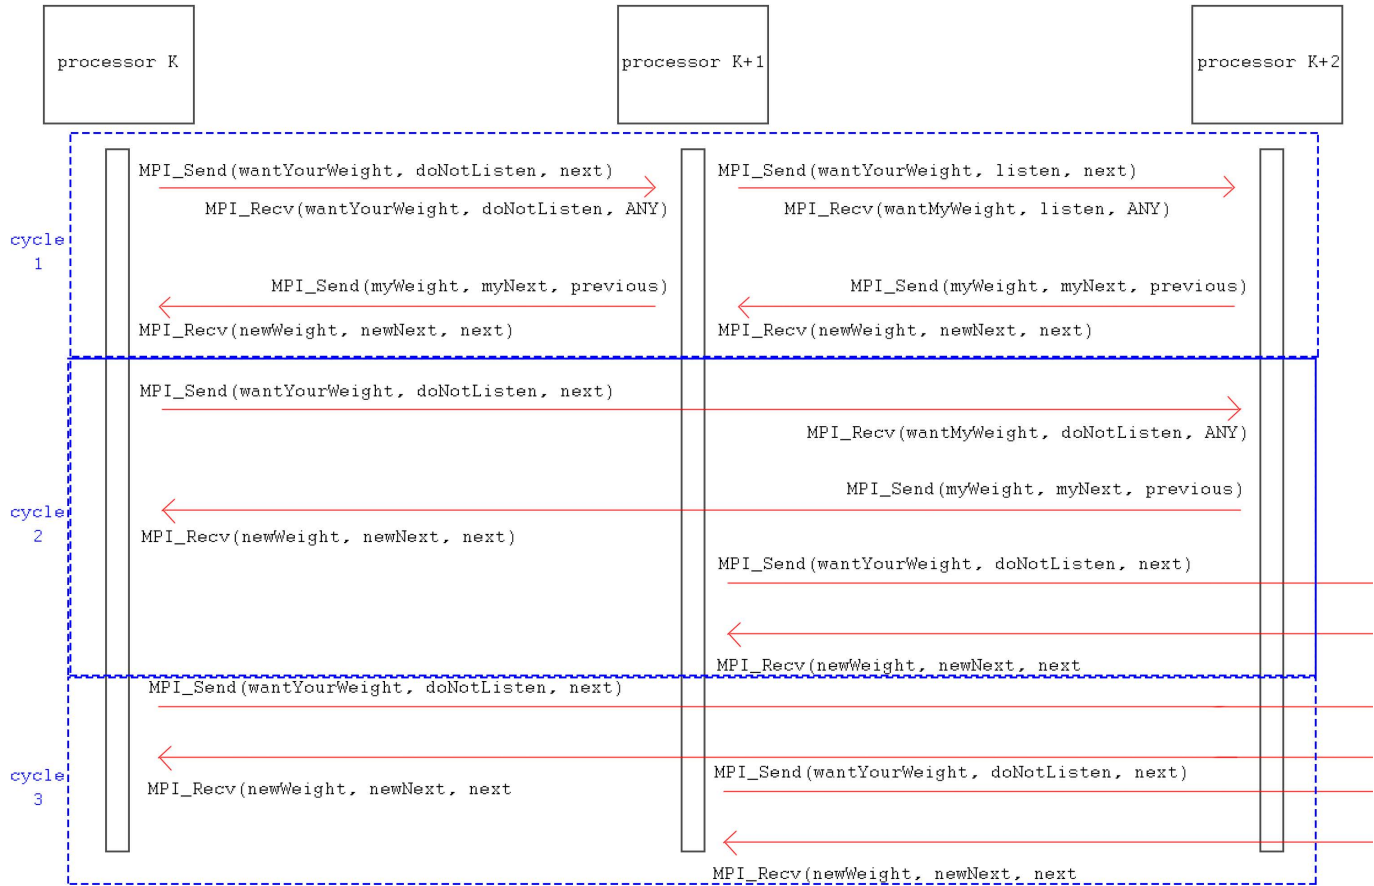 processor K
processor K+1
processor K+2
MPI_Send(wantYourWeight, doNotListen, next)
MPI_Send(wantYourWeight, listen, next)
MPI_Recv(wantYourWeight, doNotListen, ANY)
MPI_Recv(wantMyWeight, listen, ANY)
cycle
1
MPI_Send(myWeight, myNext, previous)
MPI_Send(myWeight, myNext, previous)
MPI_Recv(newWeight, newNext, next)
MPI_Recv(newWeight, newNext, next)
MPI_Send(wantYourWeight, doNotListen, next)
MPI_Recv(wantMyWeight, doNotListen, ANY)
MPI_Send(myWeight, myNext, previous)
cycle
2
MPI_Recv(newWeight, newNext, next)
MPI_Send(wantYourWeight, doNotListen, next)
MPI_Recv(newWeight, newNext, next
MPI_Send(wantYourWeight, doNotListen, next)
cycle
3
MPI_Send(wantYourWeight, doNotListen, next)
MPI_Recv(newWeight, newNext, next
MPI_Recv(newWeight, newNext, next